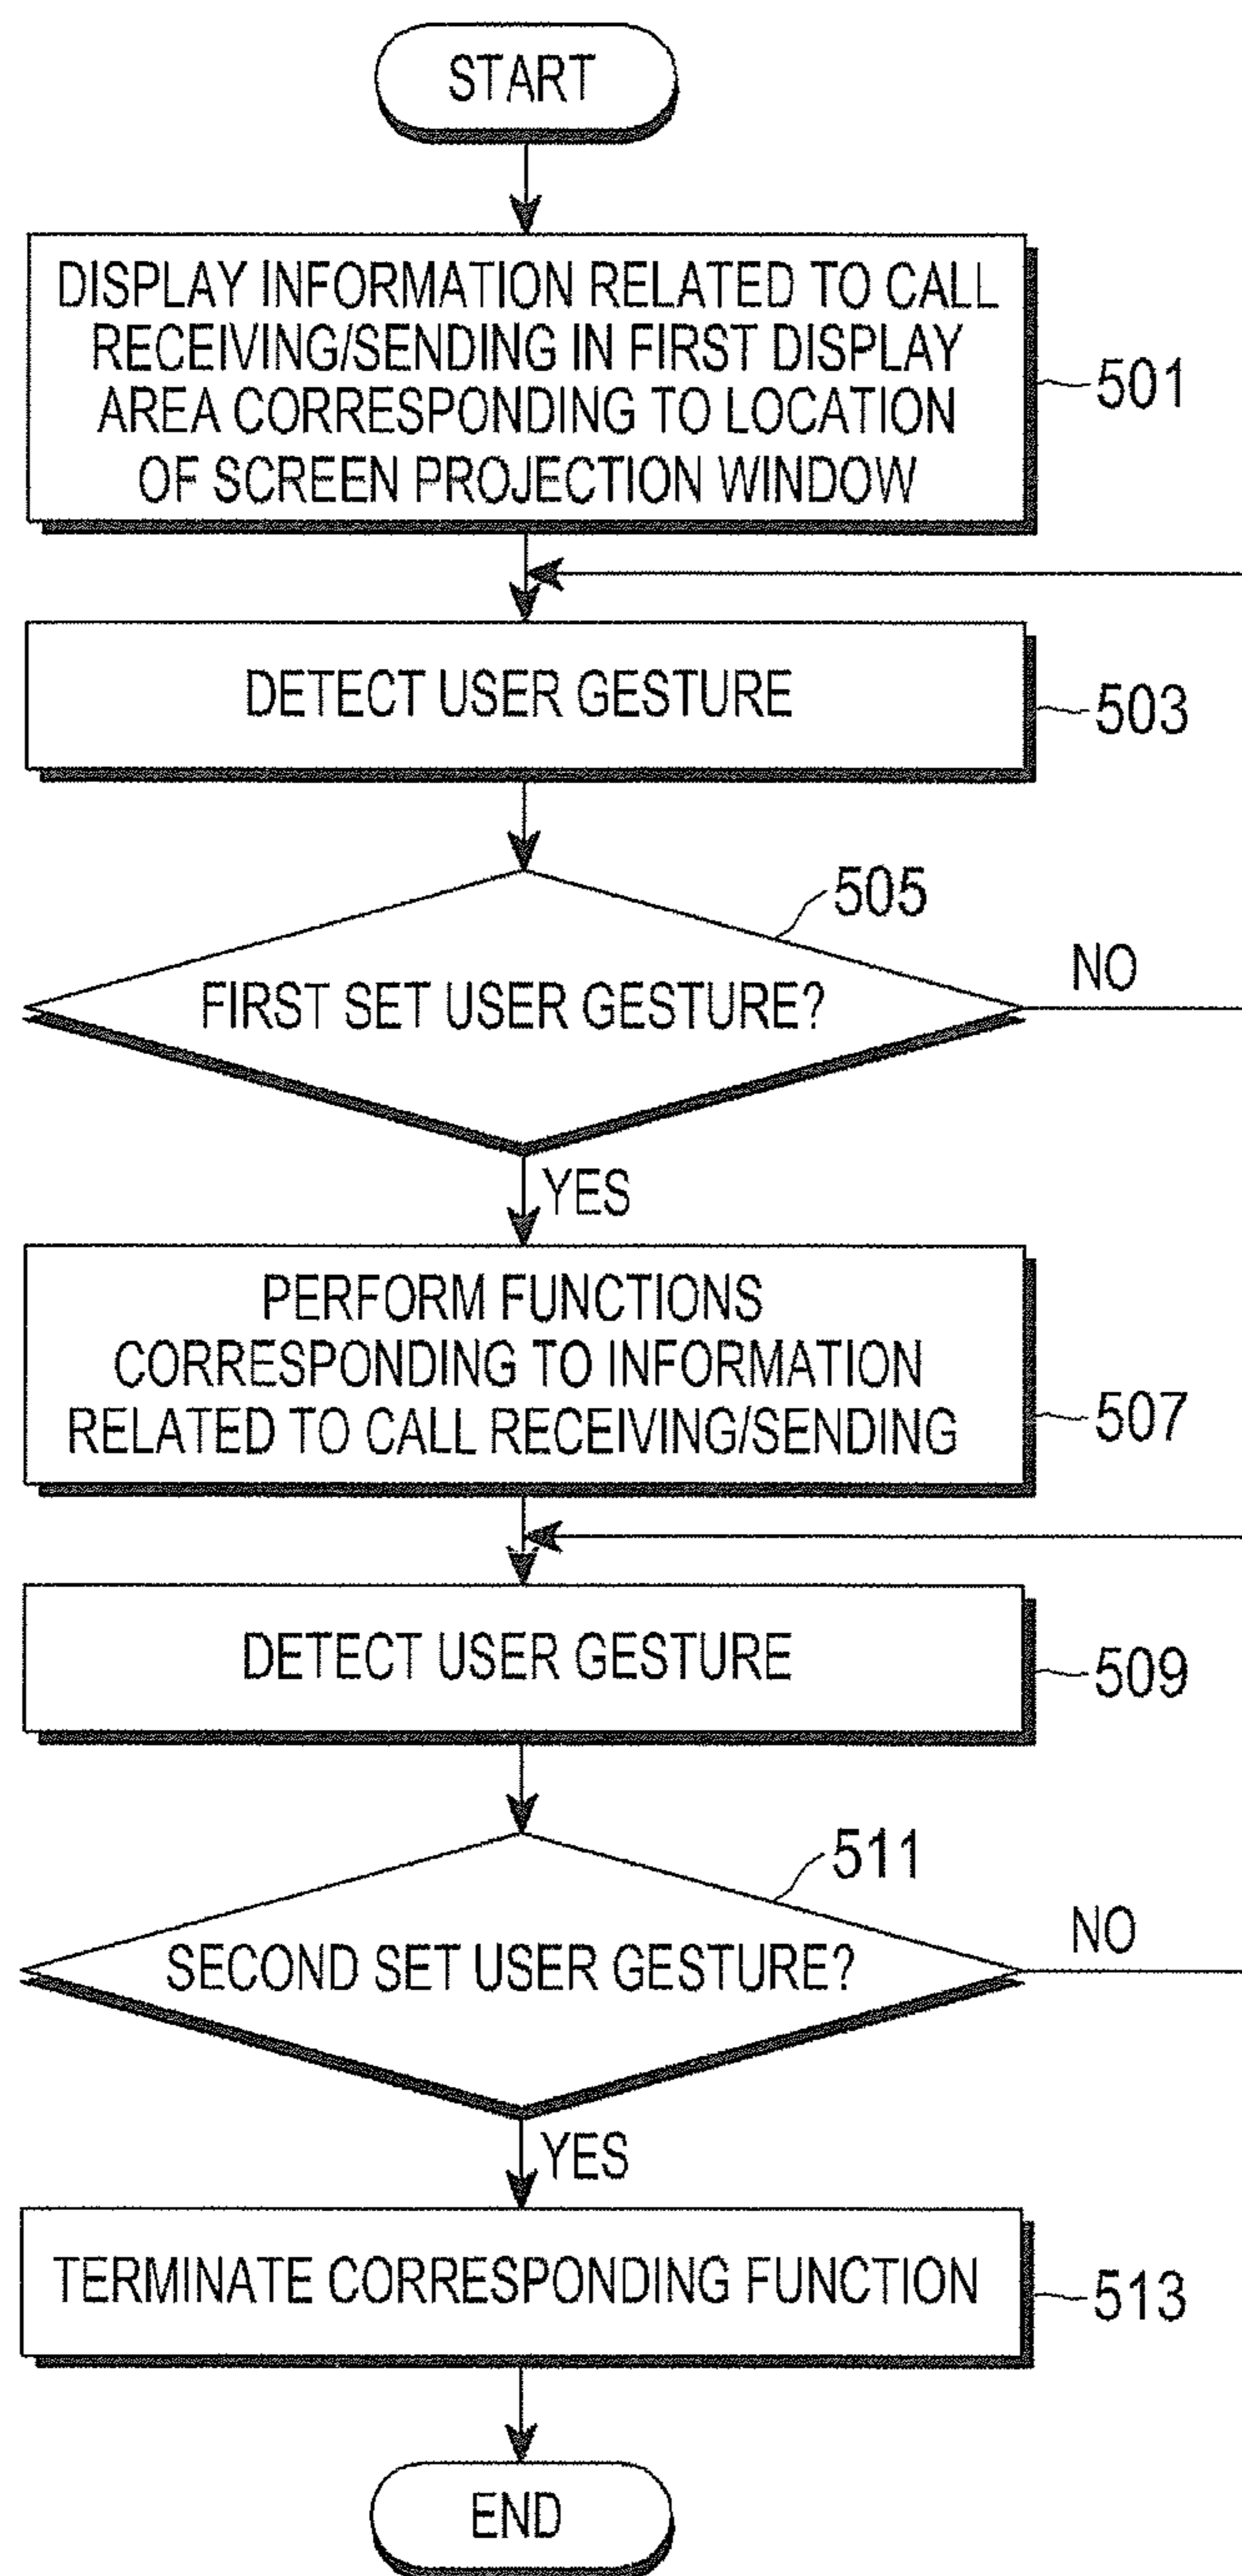 START
DISPLAY INFORMATION RELATED TO CALL
RECEIVING/SENDING IN FIRST DISPLAY
AREA CORRESPONDING TO LOCATION
OF SCREEN PROJECTION WINDOW
501
DETECT USER GESTURE
503
505
FIRST SET USER GESTURE?
NO
YES
PERFORM FUNCTIONS
CORRESPONDING TO INFORMATION
RELATED TO CALL RECEIVING/SENDING
507
DETECT USER GESTURE
509
511
SECOND SET USER GESTURE?
NO
YES
TERMINATE CORRESPONDING FUNCTION
513
END